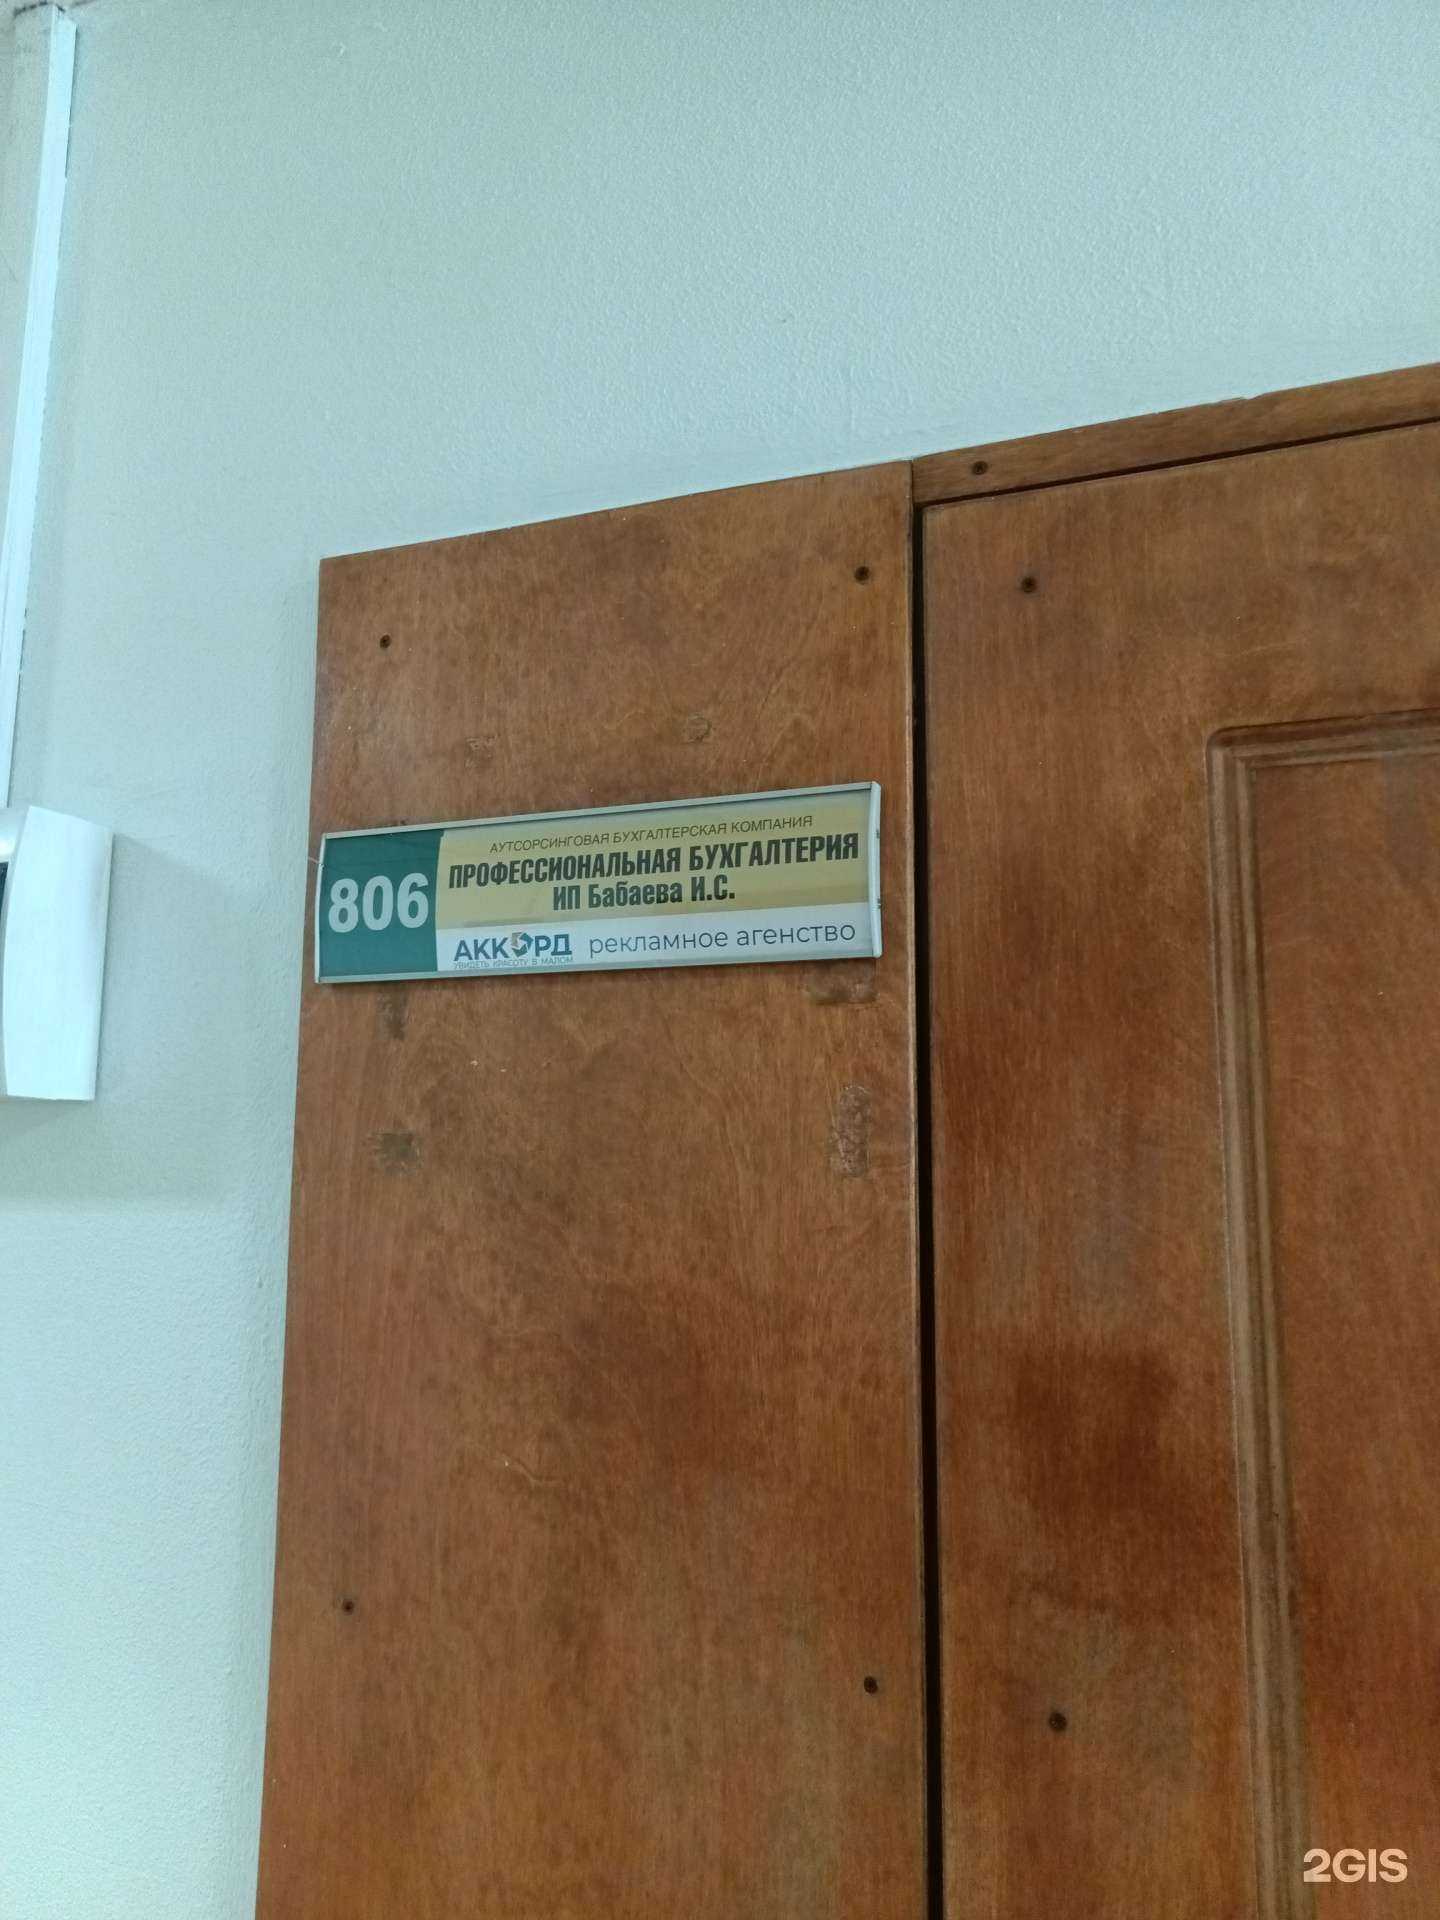 806
АУТСОРСИНГОВАЯ БУХГАЛТЕРСКАЯ КОМПАНИЯ
ПРОФЕССИОНАЛЬНАЯ БУХГАЛТЕРИЯ
ИП Бабаева И.С.
АККОРД рекламное агенство
УВИДЕТЬ КРАСОТУ В МАЛОМ
2GIS